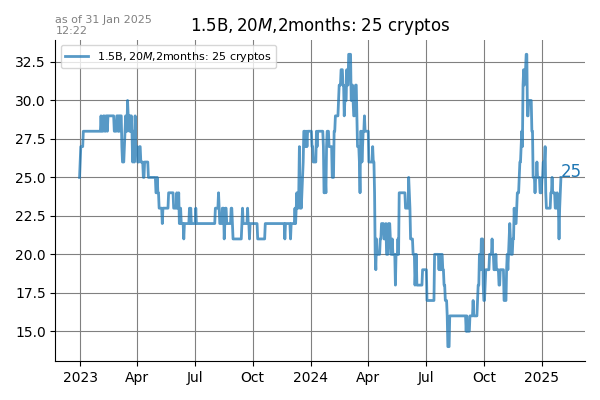 as of 31 Jan 2025
12:22
1.5B, 20M,2months: 25 cryptos
1.5B, 20M,2months: 25 cryptos
32.5
30.0
27.5
25.0
22.5
20.0
17.5
15.0
25
2023
Apr
Jul
Oct
2024
Apr
Jul
Oct
2025